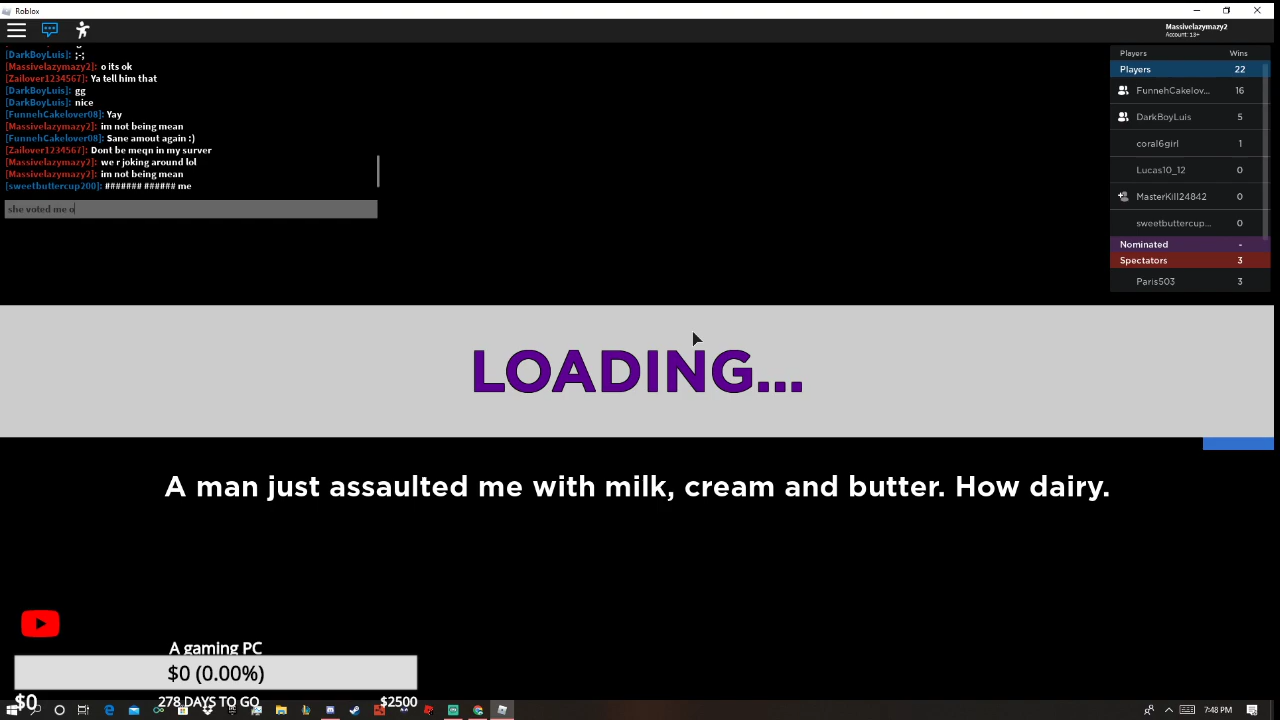 Roblox
Massivelazymazy2
Account: 13+
[DarkBoyLuis]: ;-;
[Massivelazymazy2]: o its ok
[Zailover1234567]: Ya tell him that
[DarkBoyLuis]: gg
[DarkBoyLuis]: nice
[FunnehCakelover08]: Yay
[Massivelazymazy2]: im not being mean
[FunnehCakelover08]: Sane amout again :)
[Zailover1234567]: Dont be meqn in my surver
[Massivelazymazy2]: we r joking around lol
[Massivelazymazy2]: im not being mean
[sweetbuttercup200]: ####### ###### me
she voted me o
Players Wins
Players 22
FunnehCakelov... 16
DarkBoyLuis 5
coral6girl 1
Lucas10_12 0
MasterKill24842 0
sweetbuttercup... 0
Nominated -
Spectators 3
Paris503 3
LOADING...
A man just assaulted me with milk, cream and butter. How dairy.
A gaming PC
$0 (0.00%)
$0 278 DAYS TO GO $2500
7:48 PM